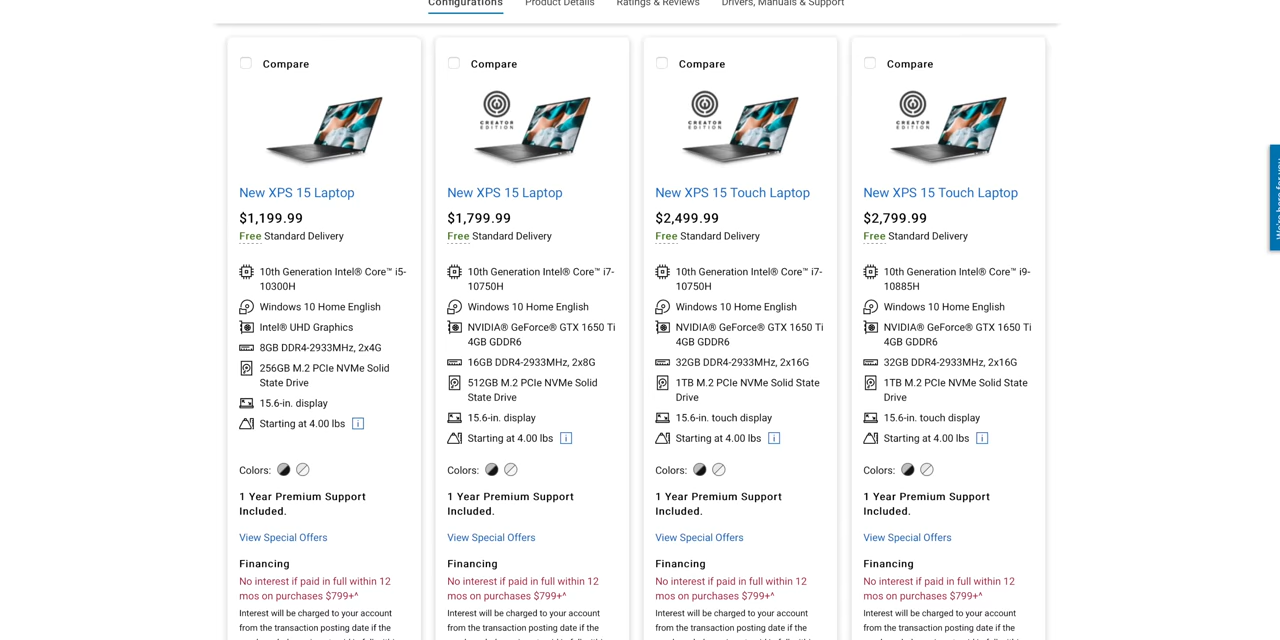 Configurations Product Details Ratings & Reviews Drivers, Manuals & Support
Compare
New XPS 15 Laptop
$1,199.99
Free Standard Delivery
10th Generation Intel® Core™ i5-
10300H
Windows 10 Home English
Intel® UHD Graphics
8GB DDR4-2933MHz, 2x4G
256GB M.2 PCIe NVMe Solid
State Drive
15.6-in. display
Starting at 4.00 lbs i
Colors:
1 Year Premium Support
Included.
View Special Offers
Financing
No interest if paid in full within 12
mos on purchases $799+^
Interest will be charged to your account
from the transaction posting date if the
Compare
CREATOR
EDITION
New XPS 15 Laptop
$1,799.99
Free Standard Delivery
10th Generation Intel® Core™ i7-
10750H
Windows 10 Home English
NVIDIA® GeForce® GTX 1650 Ti
4GB GDDR6
16GB DDR4-2933MHz, 2x8G
512GB M.2 PCIe NVMe Solid
State Drive
15.6-in. display
Starting at 4.00 lbs i
Colors:
1 Year Premium Support
Included.
View Special Offers
Financing
No interest if paid in full within 12
mos on purchases $799+^
Interest will be charged to your account
from the transaction posting date if the
Compare
CREATOR
EDITION
New XPS 15 Touch Laptop
$2,499.99
Free Standard Delivery
10th Generation Intel® Core™ i7-
10750H
Windows 10 Home English
NVIDIA® GeForce® GTX 1650 Ti
4GB GDDR6
32GB DDR4-2933MHz, 2x16G
1TB M.2 PCIe NVMe Solid State
Drive
15.6-in. touch display
Starting at 4.00 lbs i
Colors:
1 Year Premium Support
Included.
View Special Offers
Financing
No interest if paid in full within 12
mos on purchases $799+^
Interest will be charged to your account
from the transaction posting date if the
Compare
CREATOR
EDITION
New XPS 15 Touch Laptop
$2,799.99
Free Standard Delivery
10th Generation Intel® Core™ i9-
10885H
Windows 10 Home English
NVIDIA® GeForce® GTX 1650 Ti
4GB GDDR6
32GB DDR4-2933MHz, 2x16G
1TB M.2 PCIe NVMe Solid State
Drive
15.6-in. touch display
Starting at 4.00 lbs i
Colors:
1 Year Premium Support
Included.
View Special Offers
Financing
No interest if paid in full within 12
mos on purchases $799+^
Interest will be charged to your account
from the transaction posting date if the